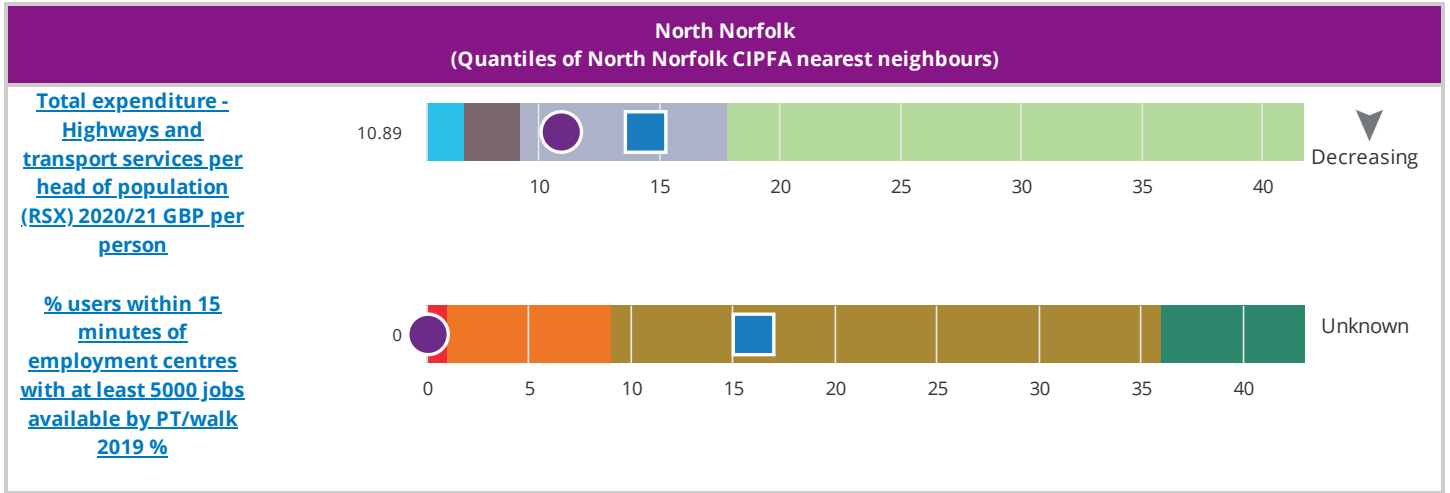 North Norfolk
(Quantiles of North Norfolk CIPFA nearest neighbours)
Total expenditure -
Highways and
transport services per
head of population
(RSX) 2020/21 GBP per
person
10.89
10 15 20 25 30 35 40
Decreasing
% users within 15
minutes of
employment centres
with at least 5000 jobs
available by PT/walk
2019 %
0
0 5 10 15 20 25 30 35 40
Unknown